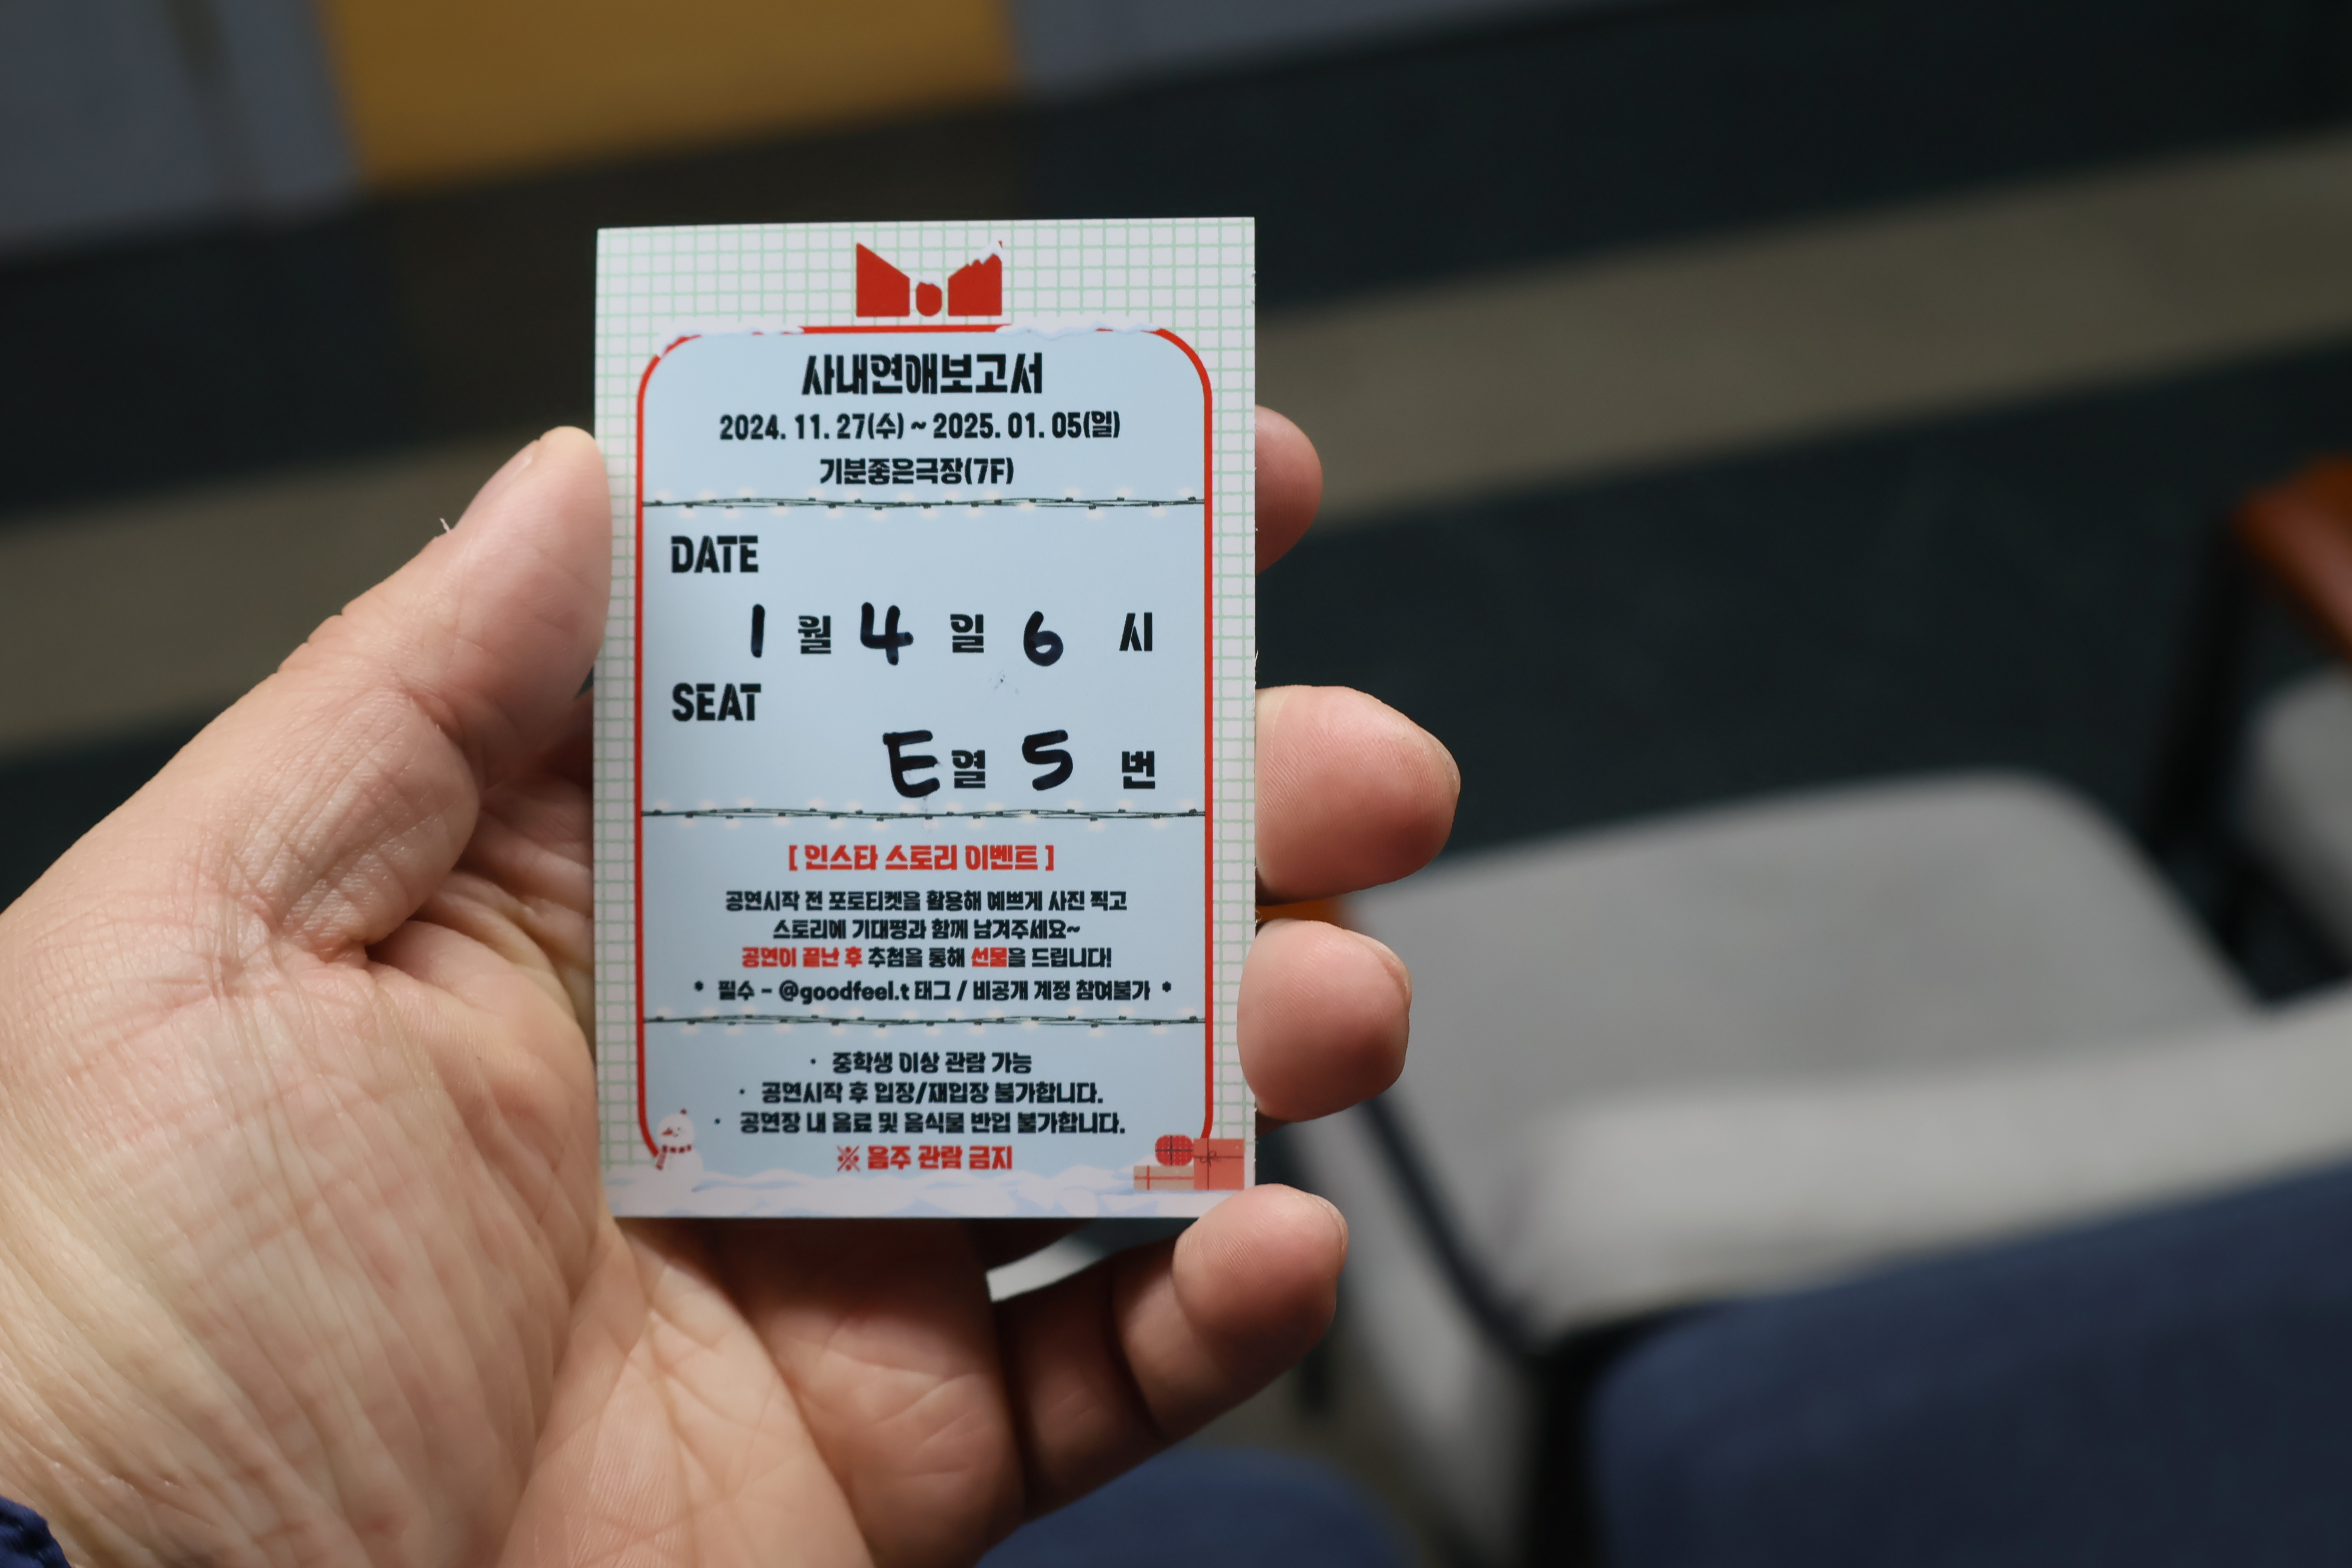 사내연애보고서
2024. 11. 27(수) ~ 2025. 01. 05(일)
기분좋은극장(7F)
DATE
1 월 4 일 6 시
SEAT
E 열 5 번
[ 인스타 스토리 이벤트 ]
공연시작 전 포토티켓을 활용해 예쁘게 사진 찍고
스토리에 기대평과 함께 남겨주세요~
공연이 끝난 후 추첨을 통해 선물을 드립니다!
* 필수 - @goodfeel.t 태그 / 비공개 계정 참여불가 *
· 중학생 이상 관람 가능
· 공연시작 후 입장/재입장 불가합니다.
· 공연장 내 음료 및 음식물 반입 불가합니다.
※ 음주 관람 금지